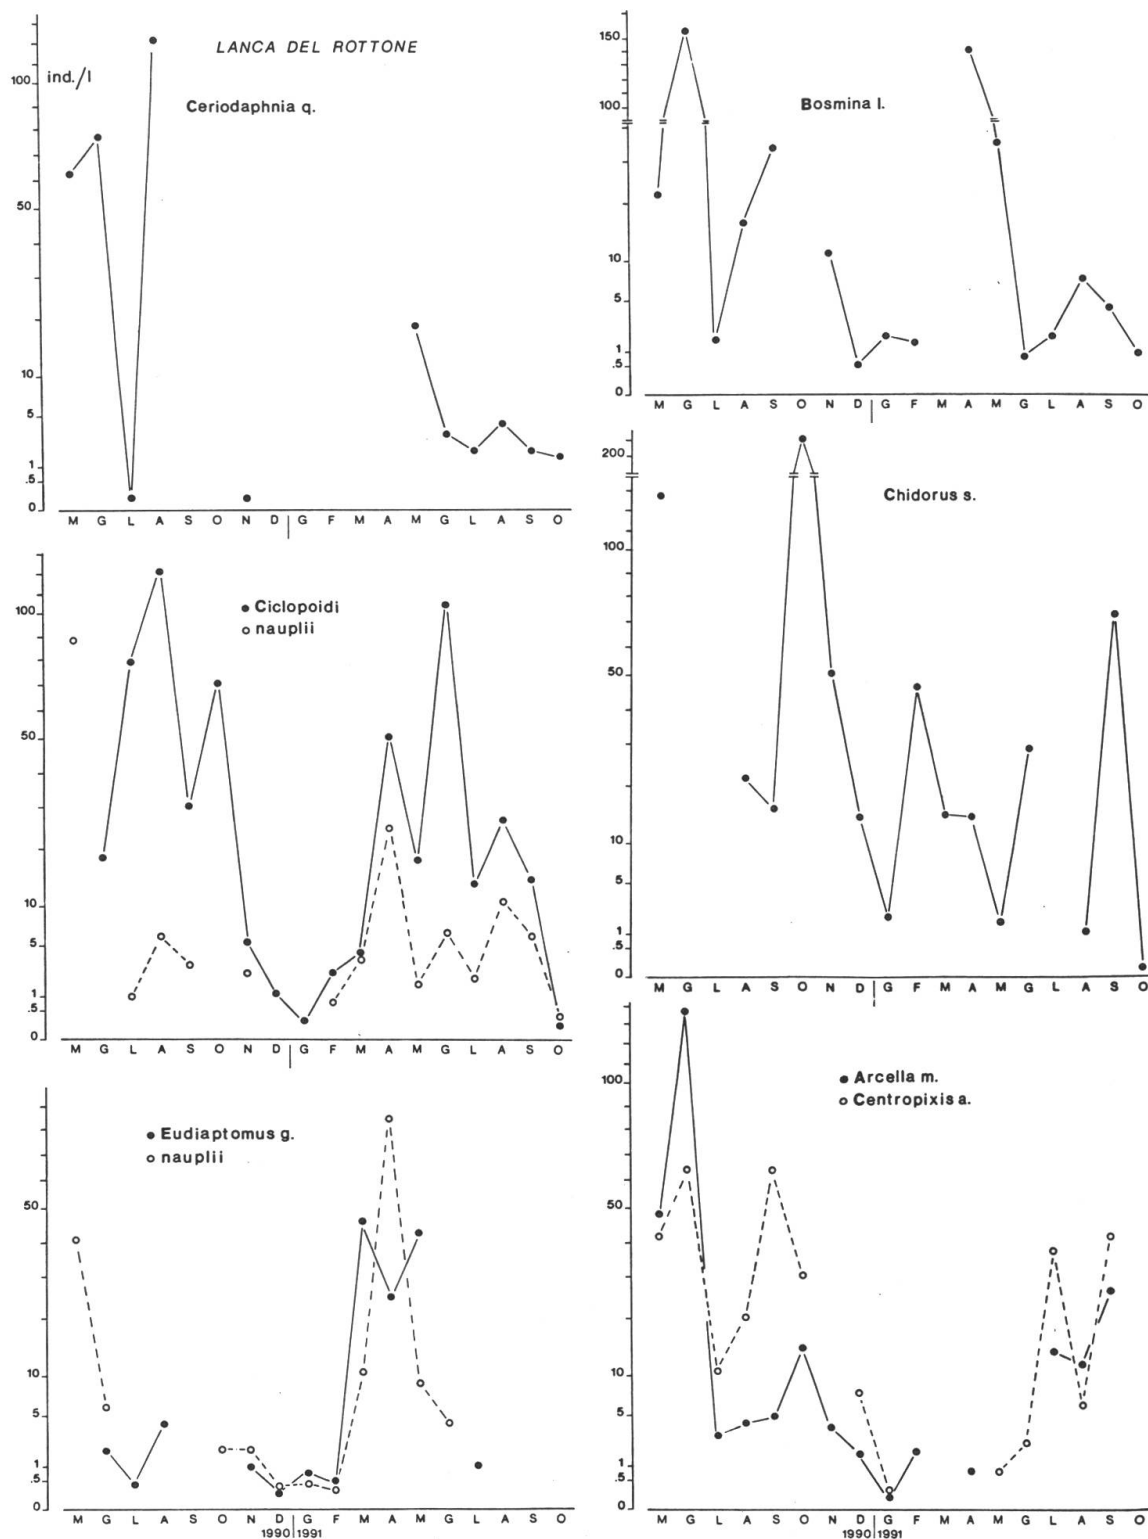 LANCA DEL ROTTONE
ind./l
Ceriodaphnia q.
100
50
10
5
1
.5
0
M G L A S O N D G F M A M G L A S O
Bosmina l.
150
100
10
5
1
.5
0
M G L A S O N D G F M A M G L A S O
Ciclopoidi
nauplii
100
50
10
5
1
.5
0
M G L A S O N D G F M A M G L A S O
Chidorus s.
200
100
50
10
5
1
.5
0
M G L A S O N D G F M A M G L A S O
Eudiaptomus g.
nauplii
50
10
5
1
.5
0
M G L A S O N D G F M A M G L A S O
1990 1991
Arcella m.
Centropixis a.
100
50
10
5
1
.5
0
M G L A S O N D G F M A M G L A S O
1990 1991